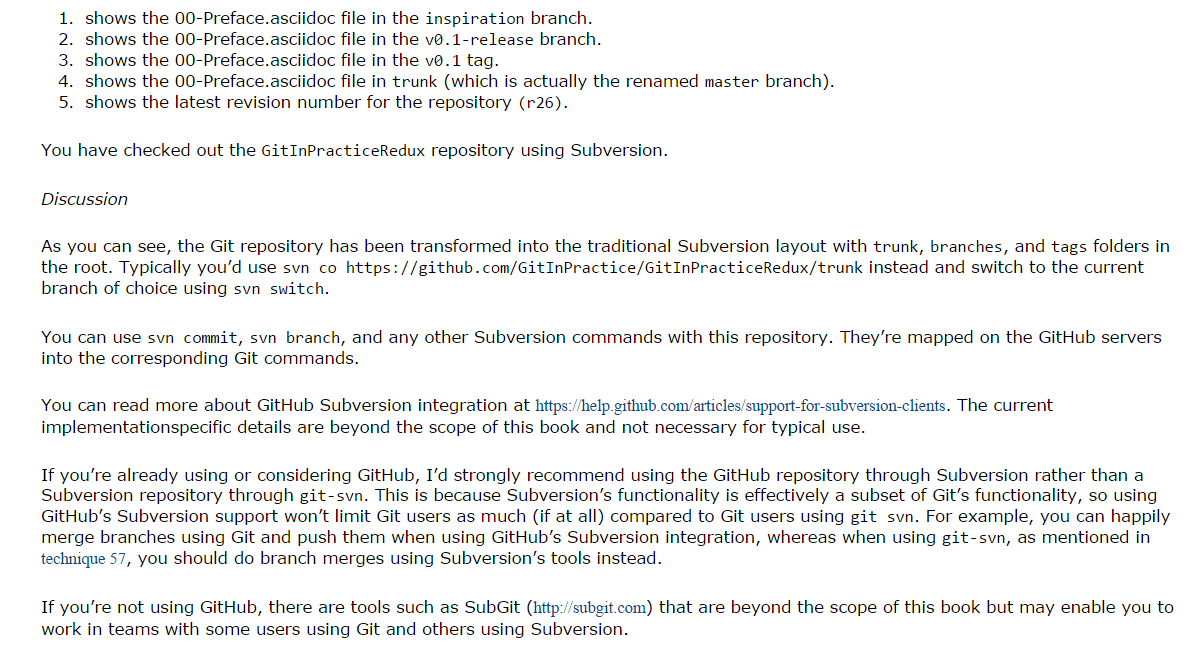 1. shows the 00-Preface.asciidoc file in the inspiration branch.
2. shows the 00-Preface.asciidoc file in the v0.1-release branch.
3. shows the 00-Preface.asciidoc file in the v0.1 tag.
4. shows the 00-Preface.asciidoc file in trunk (which is actually the renamed master branch).
5. shows the latest revision number for the repository (r26).
You have checked out the GitInPracticeRedux repository using Subversion.
Discussion
As you can see, the Git repository has been transformed into the traditional Subversion layout with trunk, branches, and tags folders in
the root. Typically you’d use svn co https://github.com/GitInPractice/GitInPracticeRedux/trunk instead and switch to the current
branch of choice using svn switch.
You can use svn commit, svn branch, and any other Subversion commands with this repository. They’re mapped on the GitHub servers
into the corresponding Git commands.
You can read more about GitHub Subversion integration at https://help.github.com/articles/support-for-subversion-clients. The current
implementationspecific details are beyond the scope of this book and not necessary for typical use.
If you’re already using or considering GitHub, I’d strongly recommend using the GitHub repository through Subversion rather than a
Subversion repository through git-svn. This is because Subversion’s functionality is effectively a subset of Git’s functionality, so using
GitHub’s Subversion support won’t limit Git users as much (if at all) compared to Git users using git svn. For example, you can happily
merge branches using Git and push them when using GitHub’s Subversion integration, whereas when using git-svn, as mentioned in
technique 57, you should do branch merges using Subversion’s tools instead.
If you’re not using GitHub, there are tools such as SubGit (http://subgit.com) that are beyond the scope of this book but may enable you to
work in teams with some users using Git and others using Subversion.